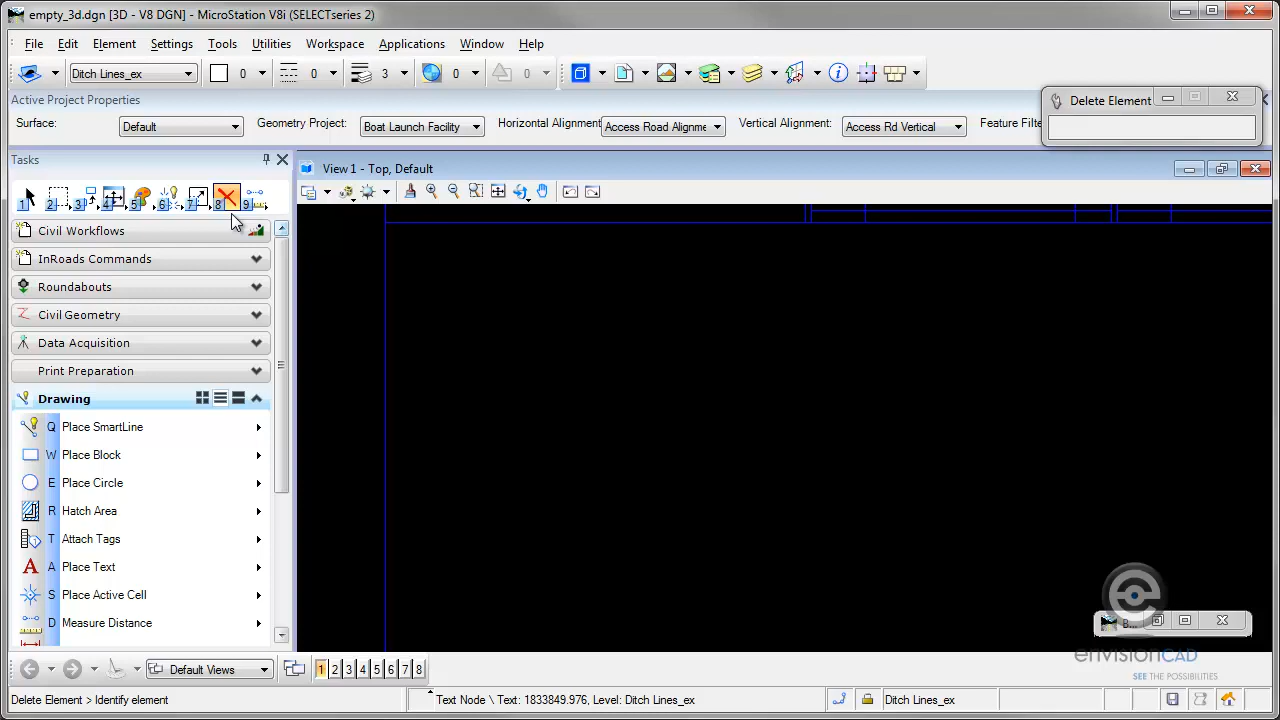 empty_3d.dgn [3D - V8 DGN] - MicroStation V8i (SELECTseries 2)
File Edit Element Settings Tools Utilities Workspace Applications Window Help
Ditch Lines_ex 0 0 3 0 0
Active Project Properties
Delete Element
Surface: Default Geometry Project: Boat Launch Facility Horizontal Alignment Access Road Alignme Vertical Alignment: Access Rd Vertical Feature Filte
Tasks
View 1 - Top, Default
1 2 3 4 5 6 7 8 9
Civil Workflows
InRoads Commands
Roundabouts
Civil Geometry
Data Acquisition
Print Preparation
Drawing
Q Place SmartLine
W Place Block
E Place Circle
R Hatch Area
T Attach Tags
A Place Text
S Place Active Cell
D Measure Distance
B...
envisionCAD
SEE THE POSSIBILITIES
Default Views 1 2 3 4 5 6 7 8
Delete Element > Identify element
Text Node \ Text: 1833849.976, Level: Ditch Lines_ex
Ditch Lines_ex